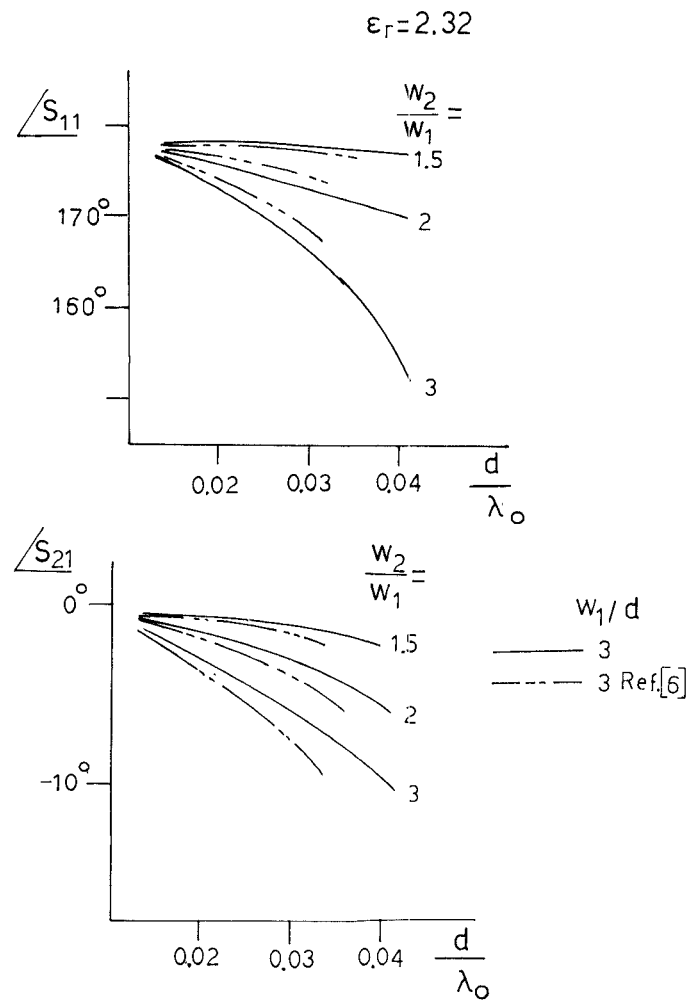 εr=2.32
∠S11
W2/W1 =
1.5
2
3
170°
160°
0.02 0.03 0.04
d/λo
∠S21
W2/W1 =
0°
-10°
1.5
2
3
W1/d
3
3 Ref.[6]
0.02 0.03 0.04
d/λo